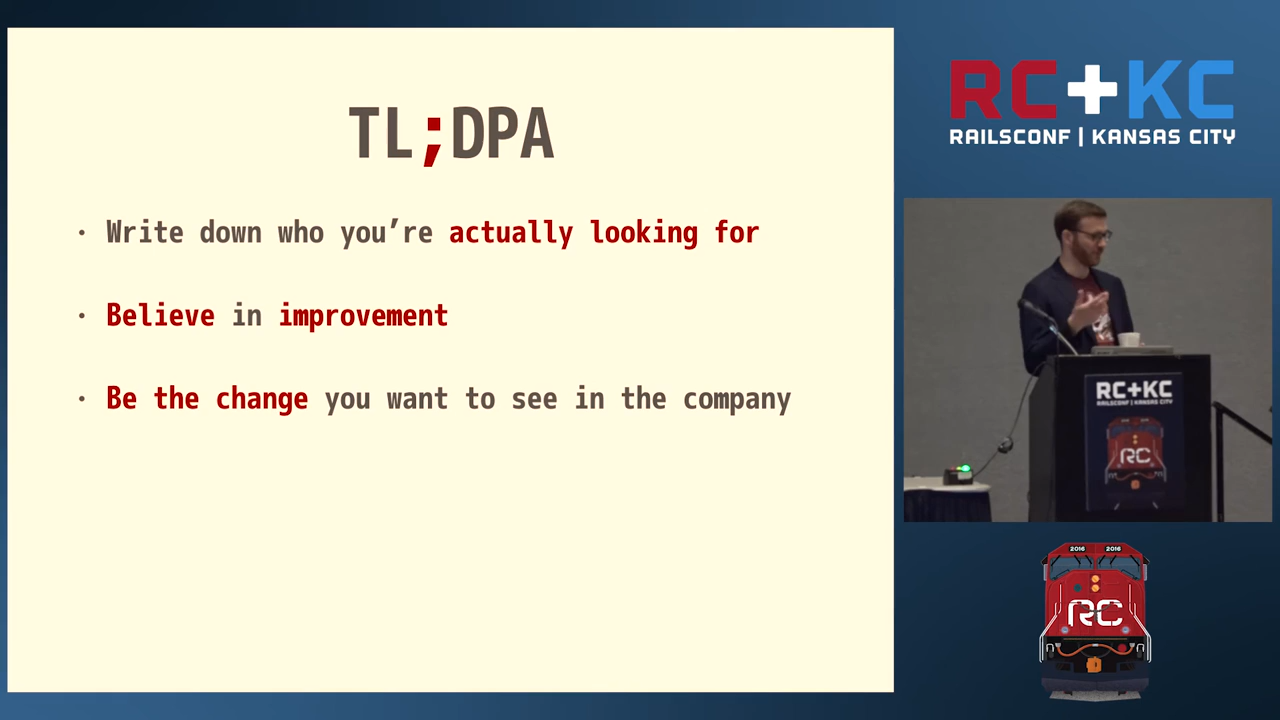 TL;DPA
· Write down who you’re actually looking for
· Believe in improvement
· Be the change you want to see in the company
RC+KC
RAILSCONF | KANSAS CITY
RC+KC
RAILSCONF | KANSAS CITY
RC
2016 2016
RC